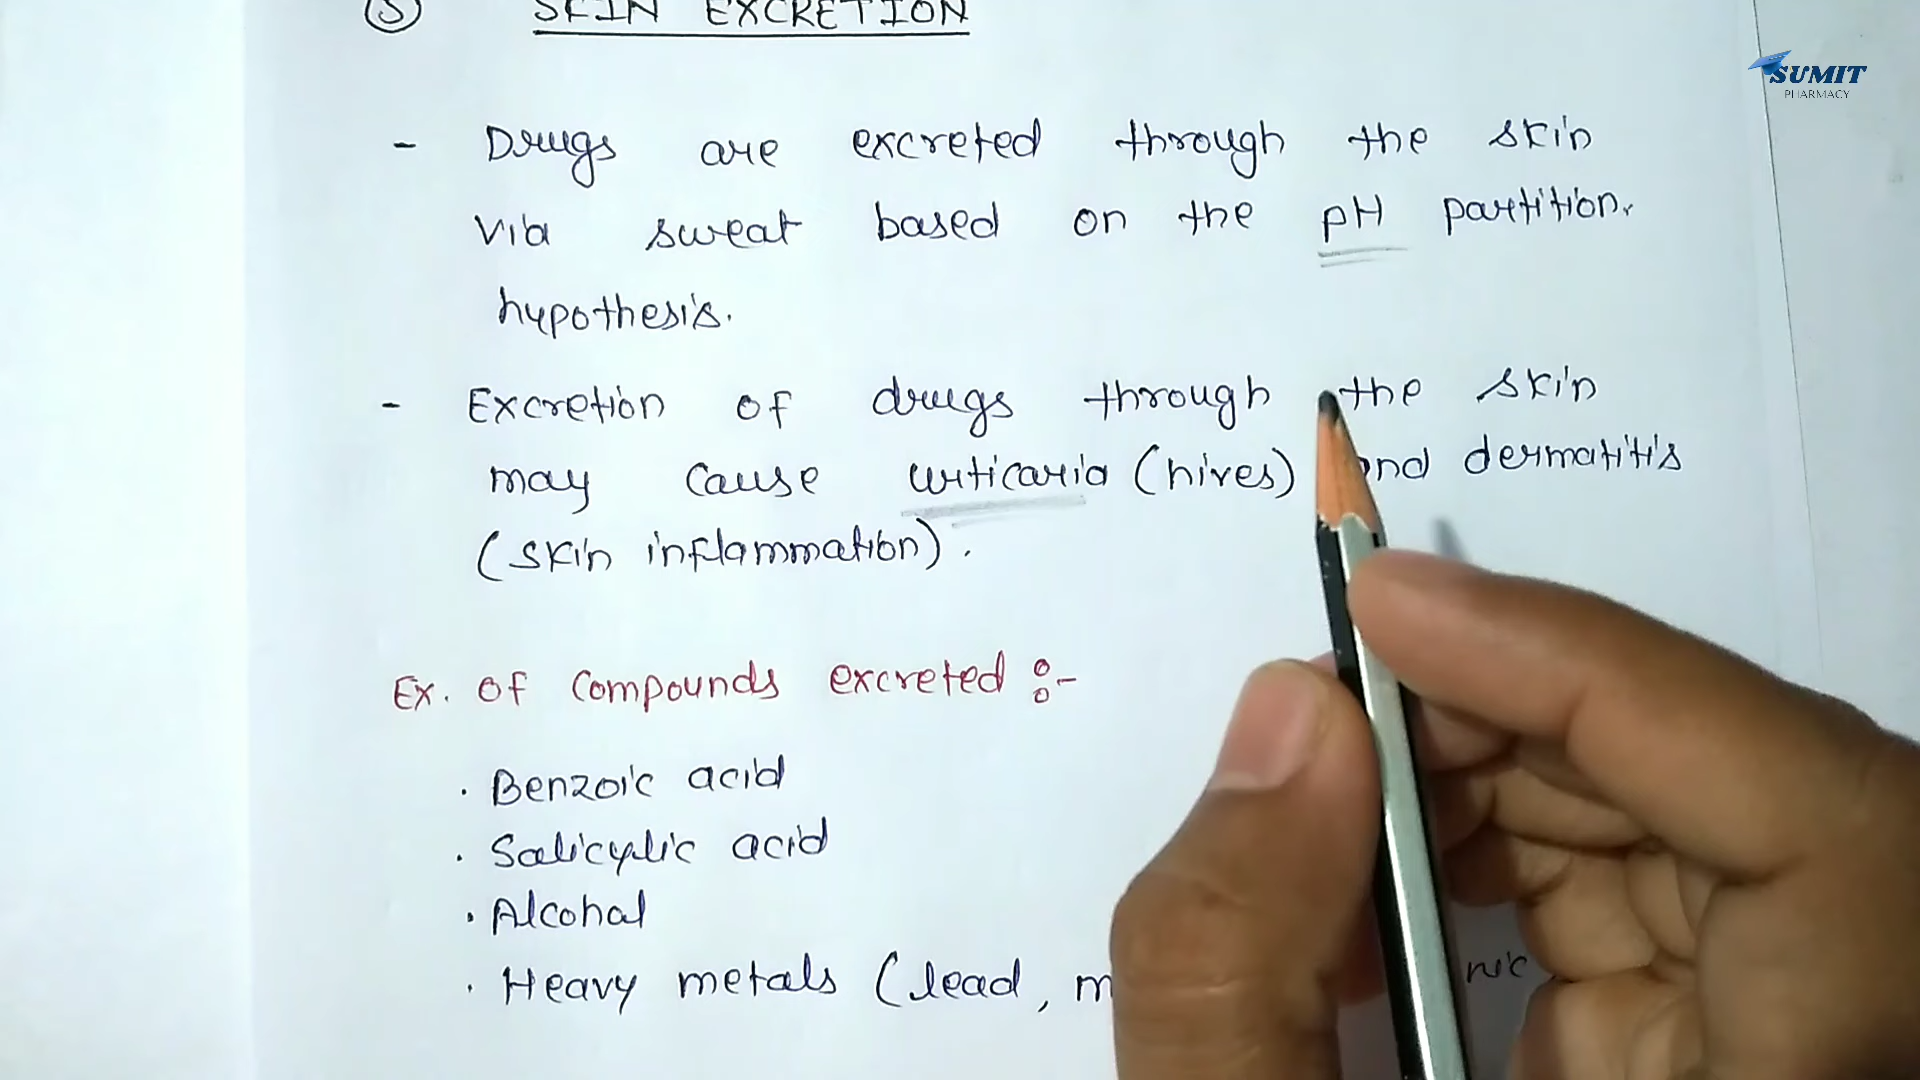 5 SKIN EXCRETION
SUMIT
PHARMACY
- Drugs are excreted through the skin
via sweat based on the pH partition.
hypothesis.
- Excretion of drugs through the skin
may cause urticaria (hives) and dermatitis
(skin inflammation).
Ex. of compounds excreted :-
. Benzoic acid
. Salicylic acid
. Alcohal
. Heavy metals (lead,